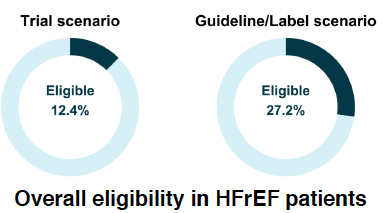 Trial scenario
Guideline/Label scenario
Eligible
12.4%
Eligible
27.2%
Overall eligibility in HFrEF patients